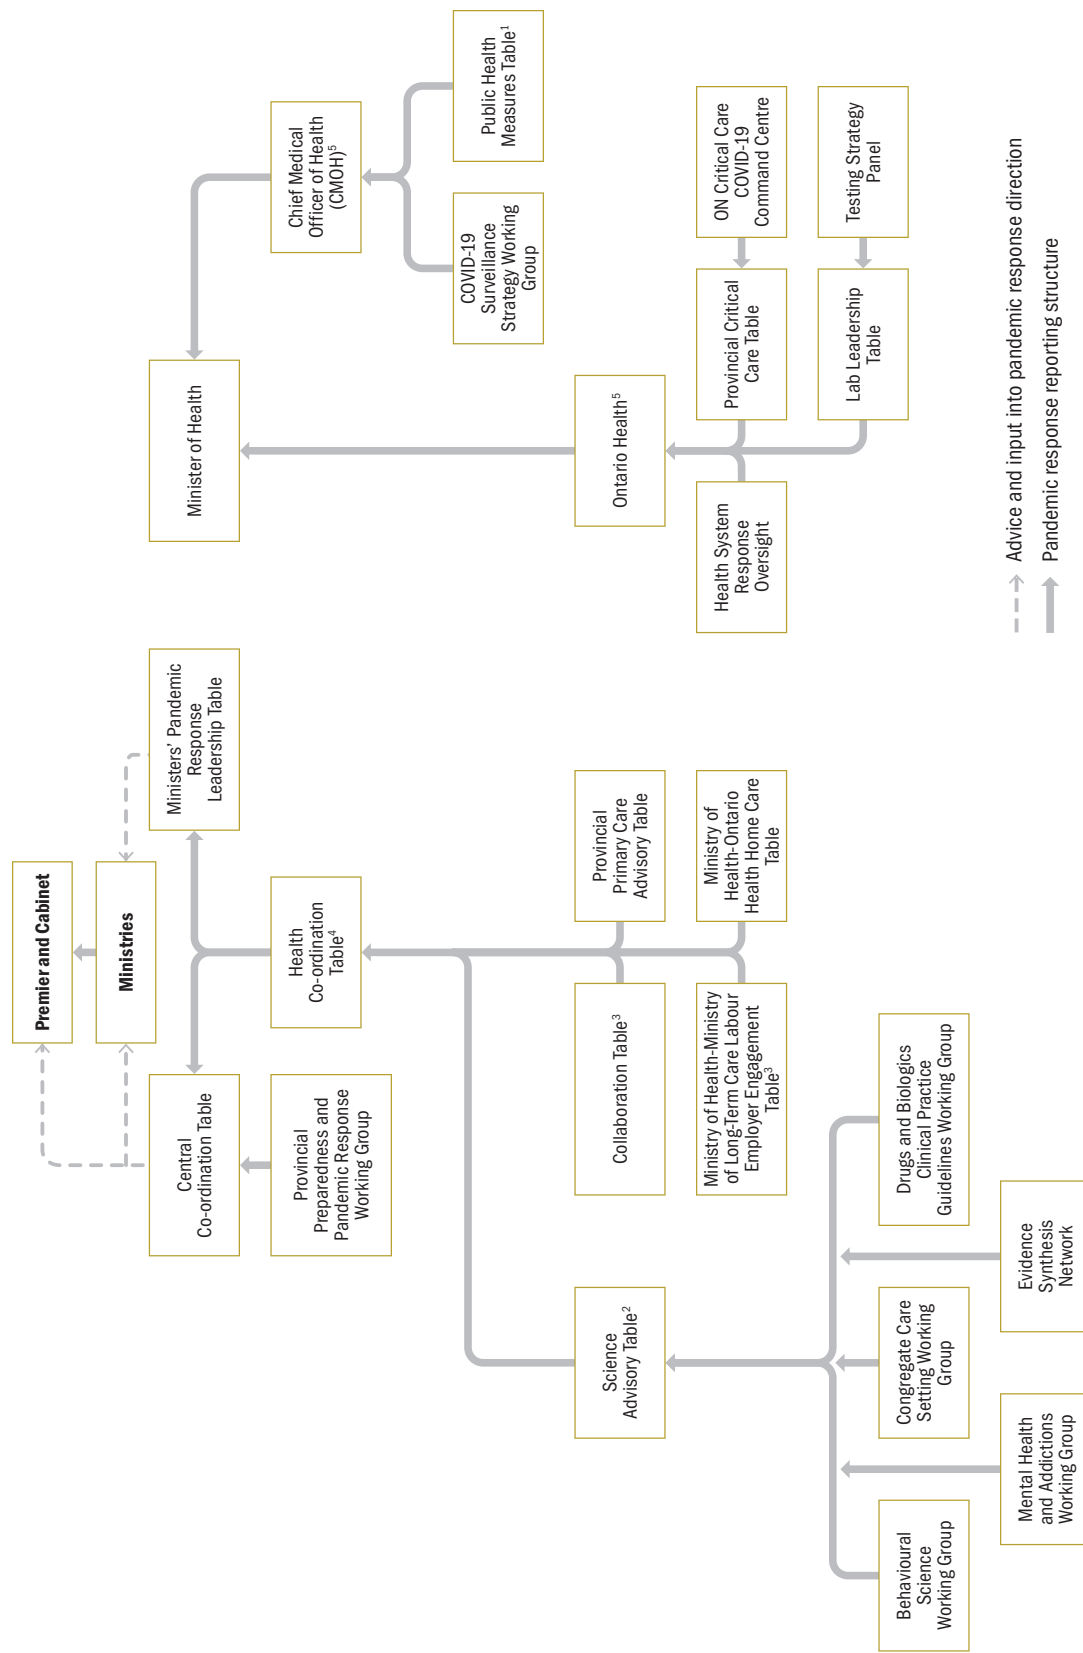 Premier and Cabinet
Ministries
Central
Co-ordination Table
Ministers' Pandemic
Response
Leadership Table
Minister of Health
Provincial
Preparedness and
Pandemic Response
Working Group
Health
Co-ordination
Table4
Chief Medical
Officer of Health
(CMOH)5
COVID-19
Surveillance
Strategy Working
Group
Public Health
Measures Table1
Science
Advisory Table2
Collaboration Table3
Provincial
Primary Care
Advisory Table
Ontario Health5
Ministry of Health-Ministry
of Long-Term Care Labour
Employer Engagement
Table3
Ministry of
Health-Ontario
Health Home Care
Table
Health System
Response
Oversight
Provincial Critical
Care Table
ON Critical Care
COVID-19
Command Centre
Lab Leadership
Table
Testing Strategy
Panel
Behavioural
Science
Working Group
Congregate Care
Setting Working
Group
Drugs and Biologics
Clinical Practice
Guidelines Working Group
Mental Health
and Addictions
Working Group
Evidence
Synthesis
Network
Advice and input into pandemic response direction
Pandemic response reporting structure